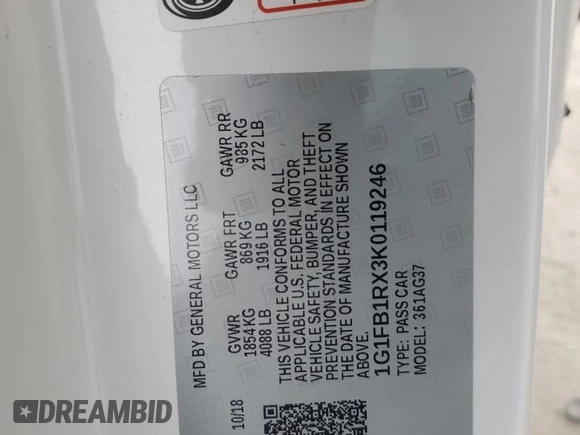 MFD BY GENERAL MOTORS LLC
10/18 GVWR GAWR FRT GAWR RR
1854 KG 869 KG 985 KG
4088 LB 1916 LB 2172 LB
THIS VEHICLE CONFORMS TO ALL
APPLICABLE U.S. FEDERAL MOTOR
VEHICLE SAFETY, BUMPER, AND THEFT
PREVENTION STANDARDS IN EFFECT ON
THE DATE OF MANUFACTURE SHOWN
ABOVE.
1G1FB1RX3K0119246
TYPE: PASS CAR
MODEL: 361AG37
DREAMBID